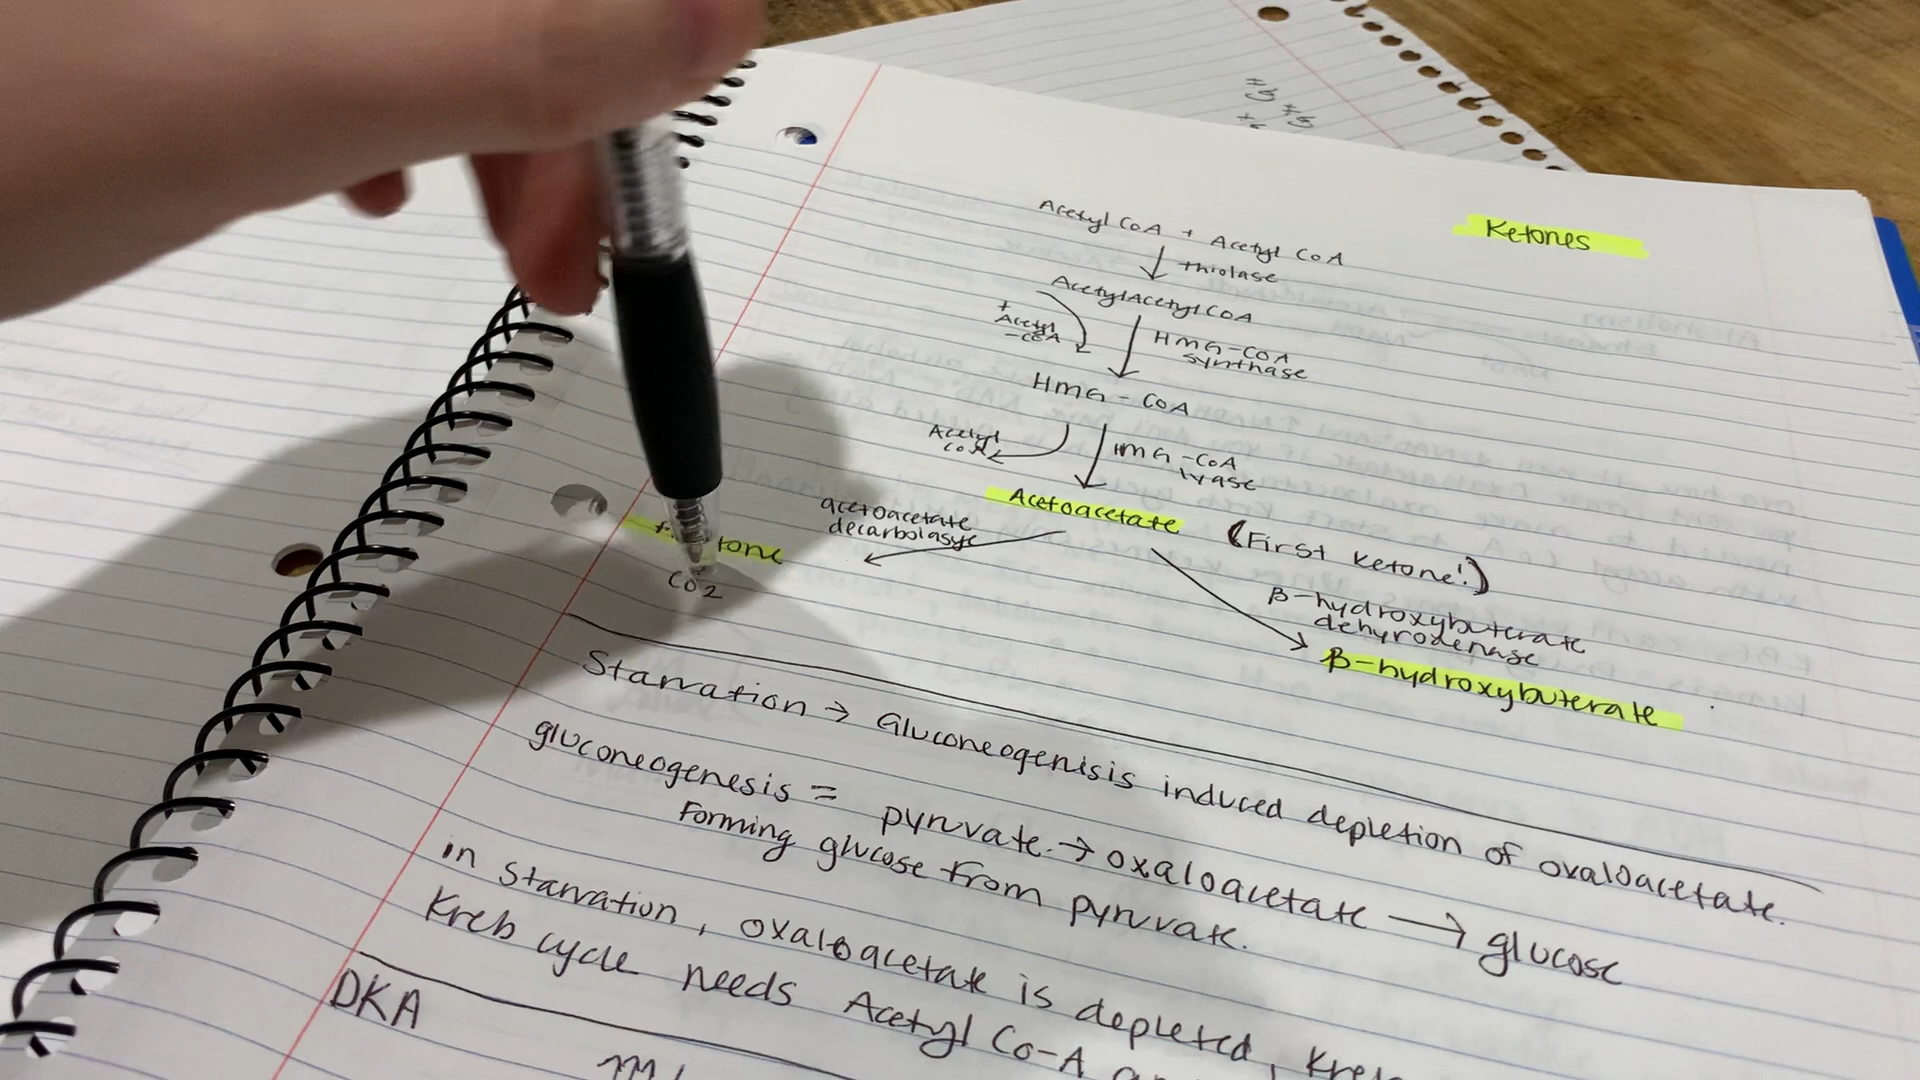 Ketones
Acetyl CoA + Acetyl CoA
thiolase
AcetylAcetylCoA
+
Acetyl
-CoA
HMG-COA
synthase
HMG-COA
Acetyl
CoA
HMG-CoA
lyase
Acetoacetate (First Ketone!)
acetoacetate
decarbolasye
tone
CO2
β-hydroxybuterate
dehyrodenase
β-hydroxybuterate
Starvation → Gluconeogenisis induced depletion of oxaloacetate.
gluconeogenesis = pyruvate → oxaloacetate → glucose
Forming glucose from pyruvate.
in starvation, oxaloacetate is depleted,
Kreb cycle needs Acetyl Co-A
DKA